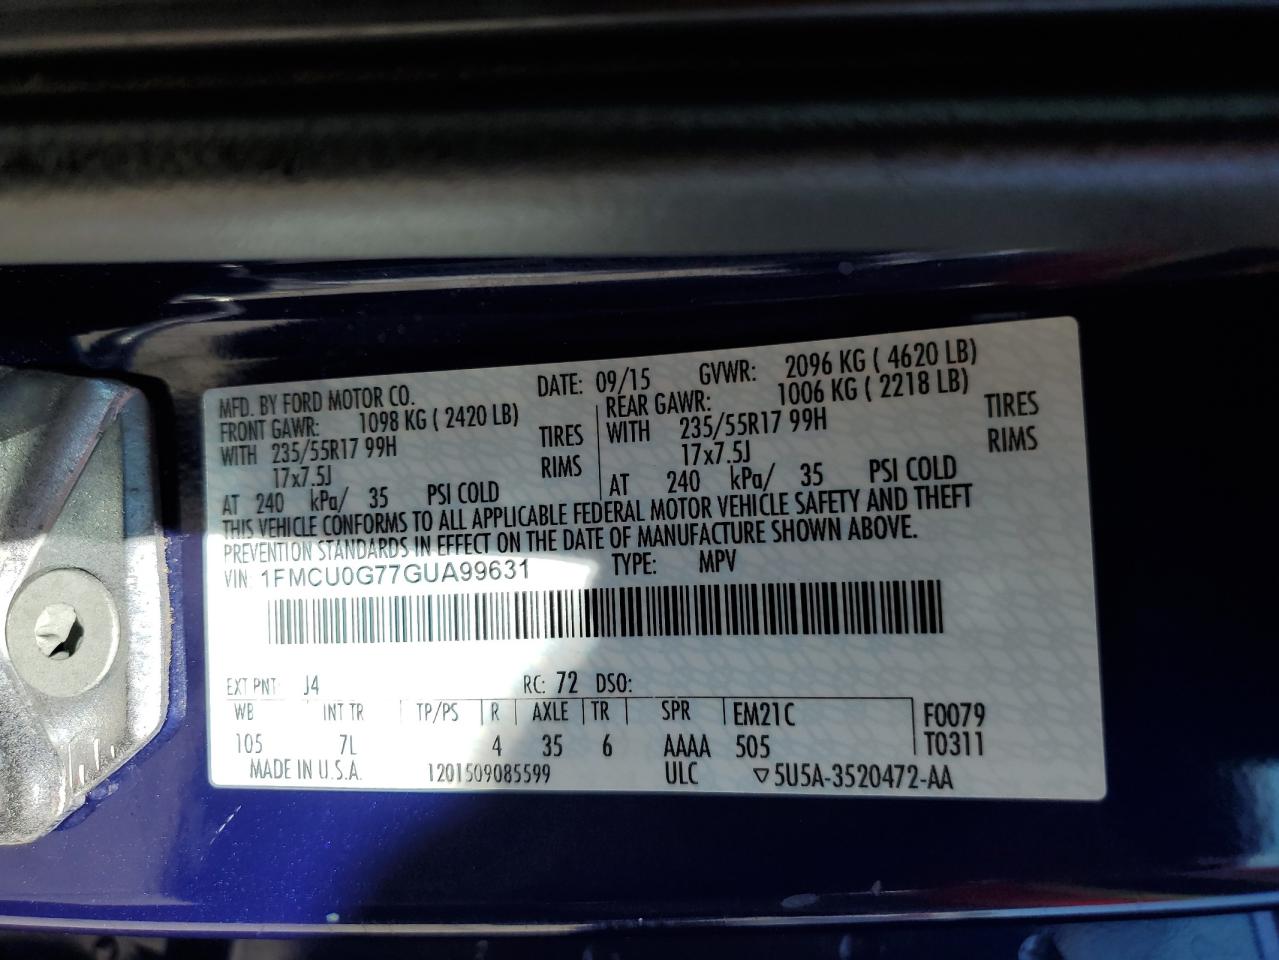 MFD. BY FORD MOTOR CO. DATE: 09/15 GVWR: 2096 KG ( 4620 LB)
FRONT GAWR: 1098 KG ( 2420 LB) REAR GAWR: 1006 KG ( 2218 LB)
WITH 235/55R17 99H TIRES WITH 235/55R17 99H TIRES
17x7.5J RIMS 17x7.5J RIMS
AT 240 kPa/ 35 PSI COLD AT 240 kPa/ 35 PSI COLD
THIS VEHICLE CONFORMS TO ALL APPLICABLE FEDERAL MOTOR VEHICLE SAFETY AND THEFT
PREVENTION STANDARDS IN EFFECT ON THE DATE OF MANUFACTURE SHOWN ABOVE.
VIN 1FMCU0G77GUA99631 TYPE: MPV
EXT PNT: J4 RC: 72 DSO:
WB INT TR TP/PS R AXLE TR SPR EM21C F0079
105 7L 4 35 6 AAAA 505 T0311
MADE IN U.S.A. 1201509085599 ULC ▽5U5A-3520472-AA